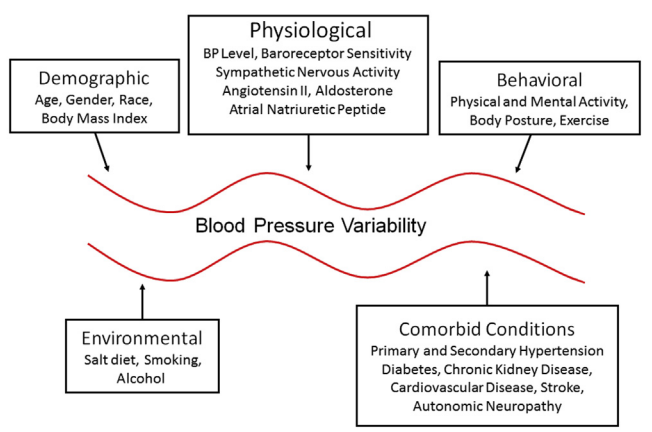 Physiological
BP Level, Baroreceptor Sensitivity
Sympathetic Nervous Activity
Angiotensin II, Aldosterone
Atrial Natriuretic Peptide
Demographic
Age, Gender, Race,
Body Mass Index
Behavioral
Physical and Mental Activity,
Body Posture, Exercise
Blood Pressure Variability
Environmental
Salt diet, Smoking,
Alcohol
Comorbid Conditions
Primary and Secondary Hypertension
Diabetes, Chronic Kidney Disease,
Cardiovascular Disease, Stroke,
Autonomic Neuropathy